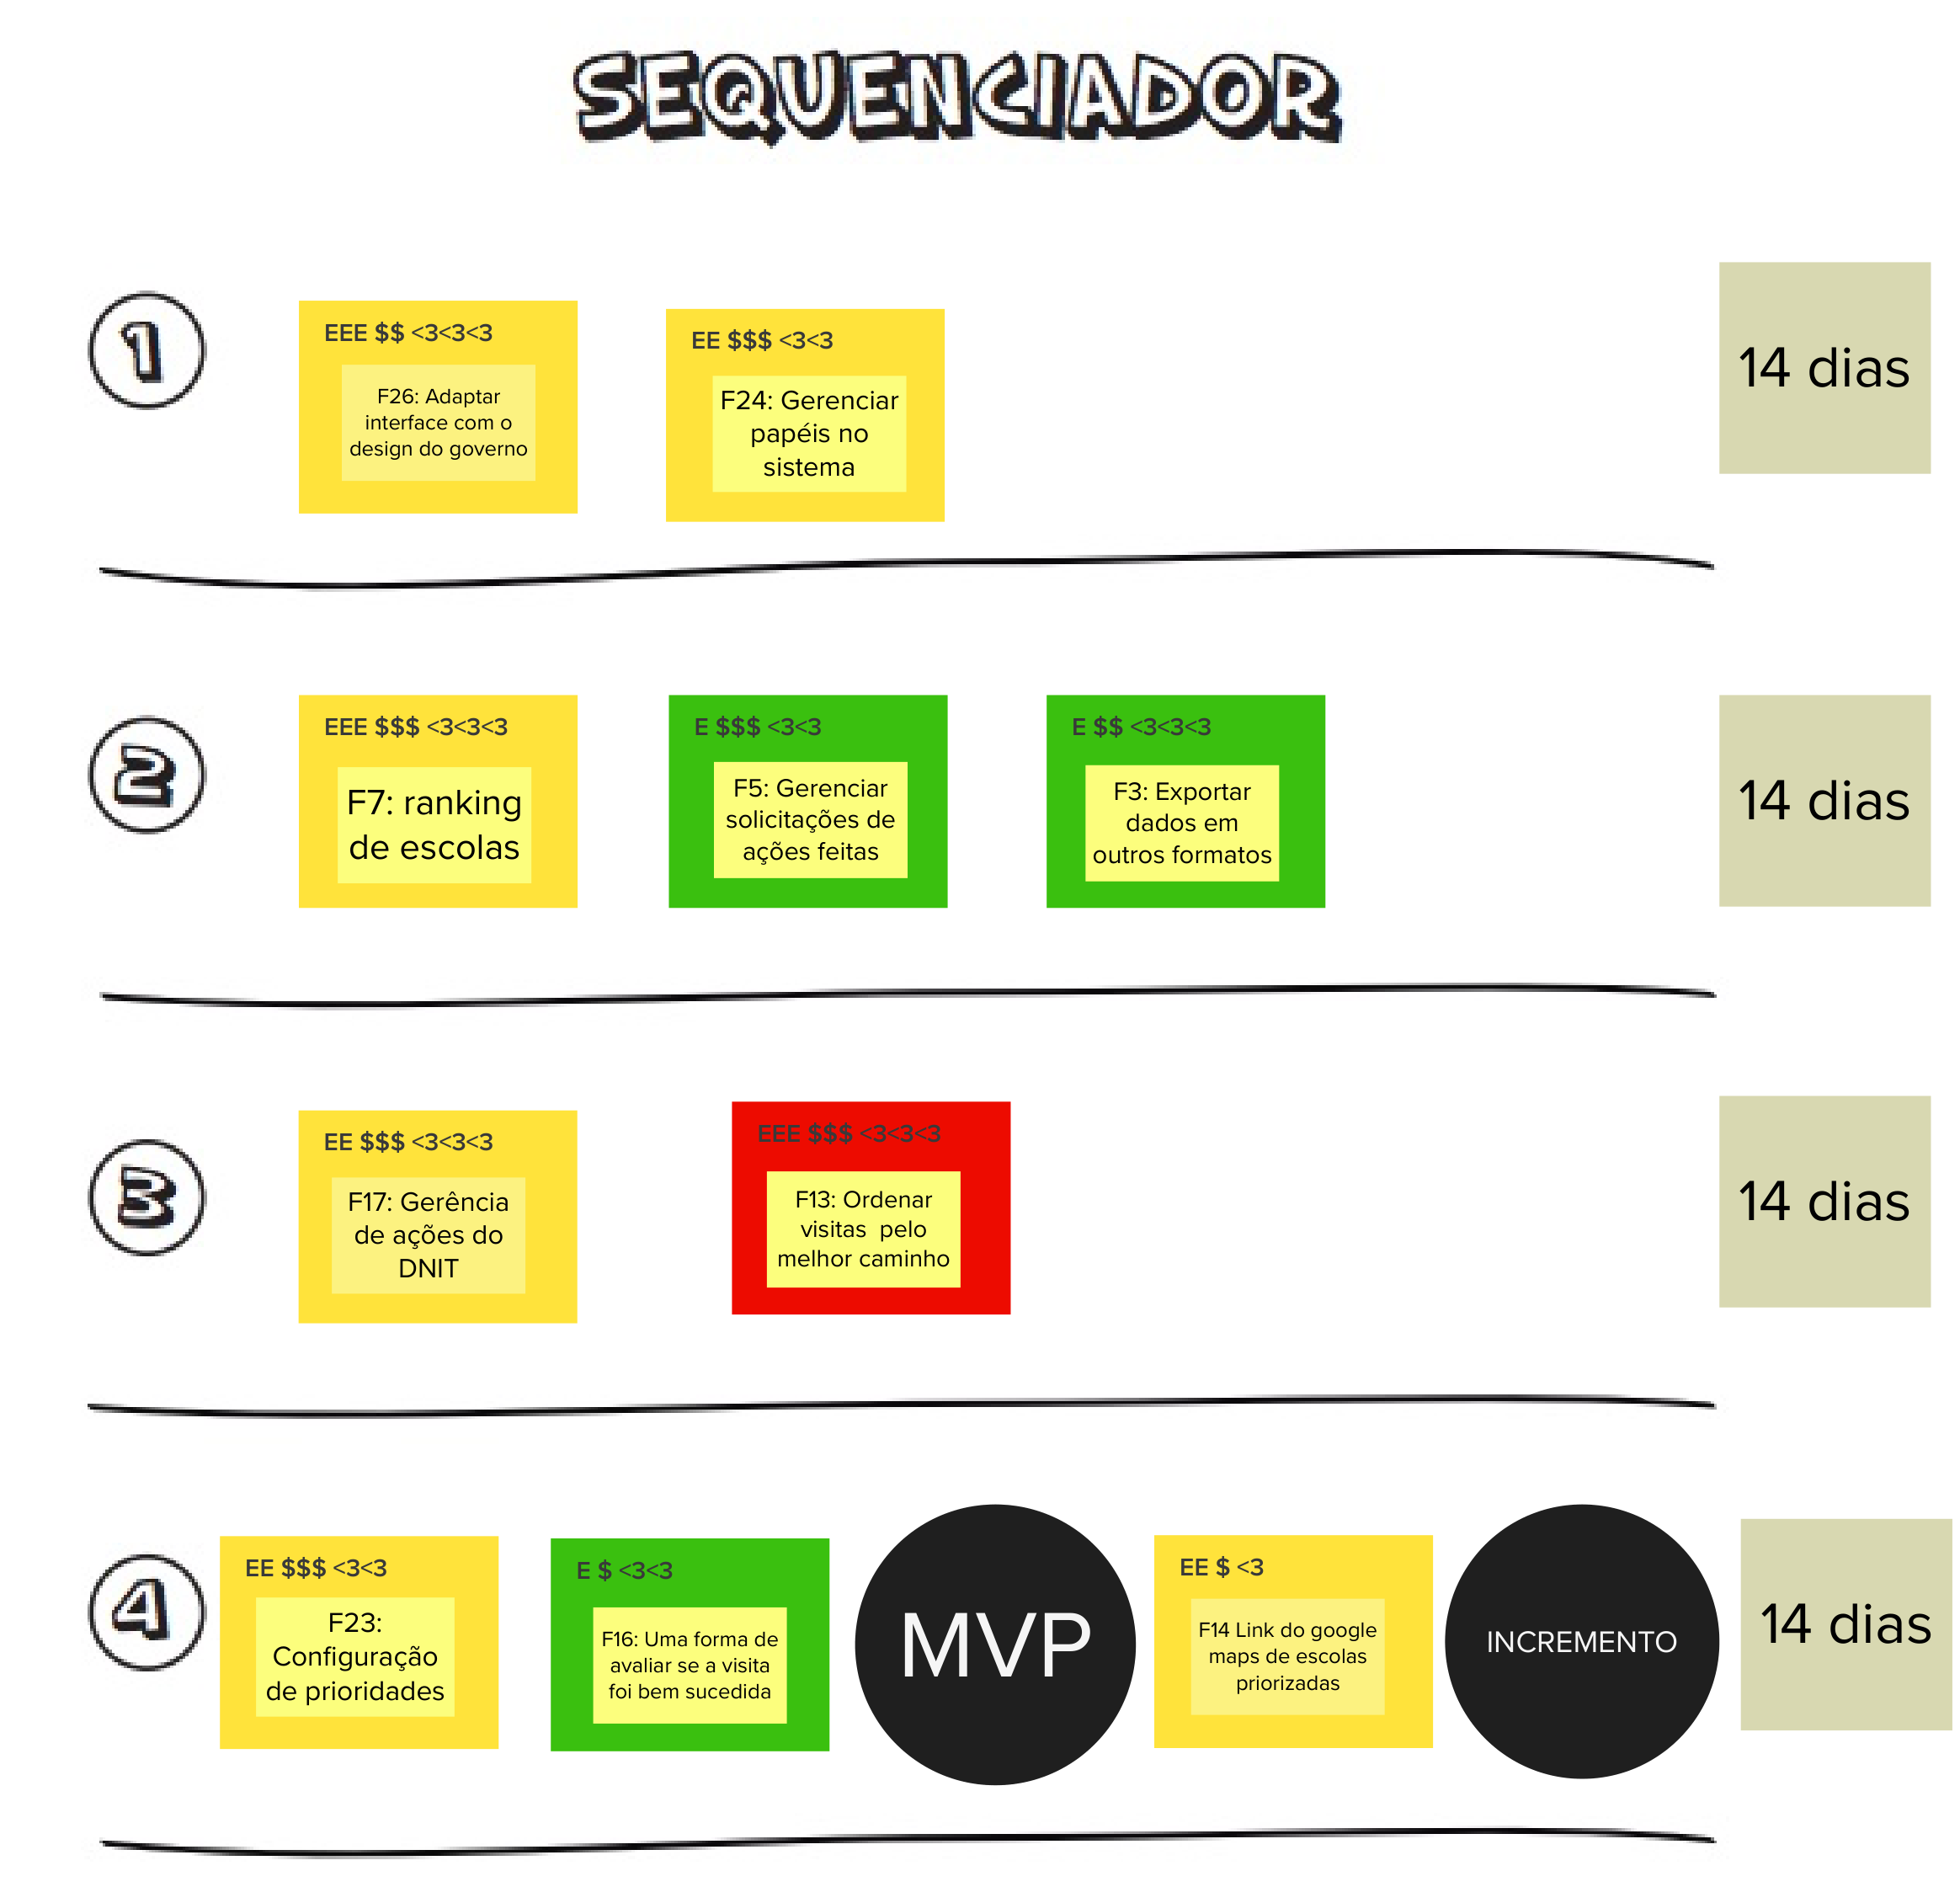 SEQUENCIADOR
1
EEE $$ <3<3<3
F26: Adaptar
interface com o
design do governo
EE $$$ <3<3
F24: Gerenciar
papéis no
sistema
14 dias
2
EEE $$$ <3<3<3
F7: ranking
de escolas
E $$$ <3<3
F5: Gerenciar
solicitações de
ações feitas
E $$ <3<3<3
F3: Exportar
dados em
outros formatos
14 dias
3
EE $$$ <3<3<3
F17: Gerência
de ações do
DNIT
EEE $$$ <3<3<3
F13: Ordenar
visitas  pelo
melhor caminho
14 dias
4
EE $$$ <3<3
F23:
Configuração
de prioridades
E $ <3<3
F16: Uma forma de
avaliar se a visita
foi bem sucedida
MVP
EE $ <3
F14 Link do google
maps de escolas
priorizadas
INCREMENTO
14 dias